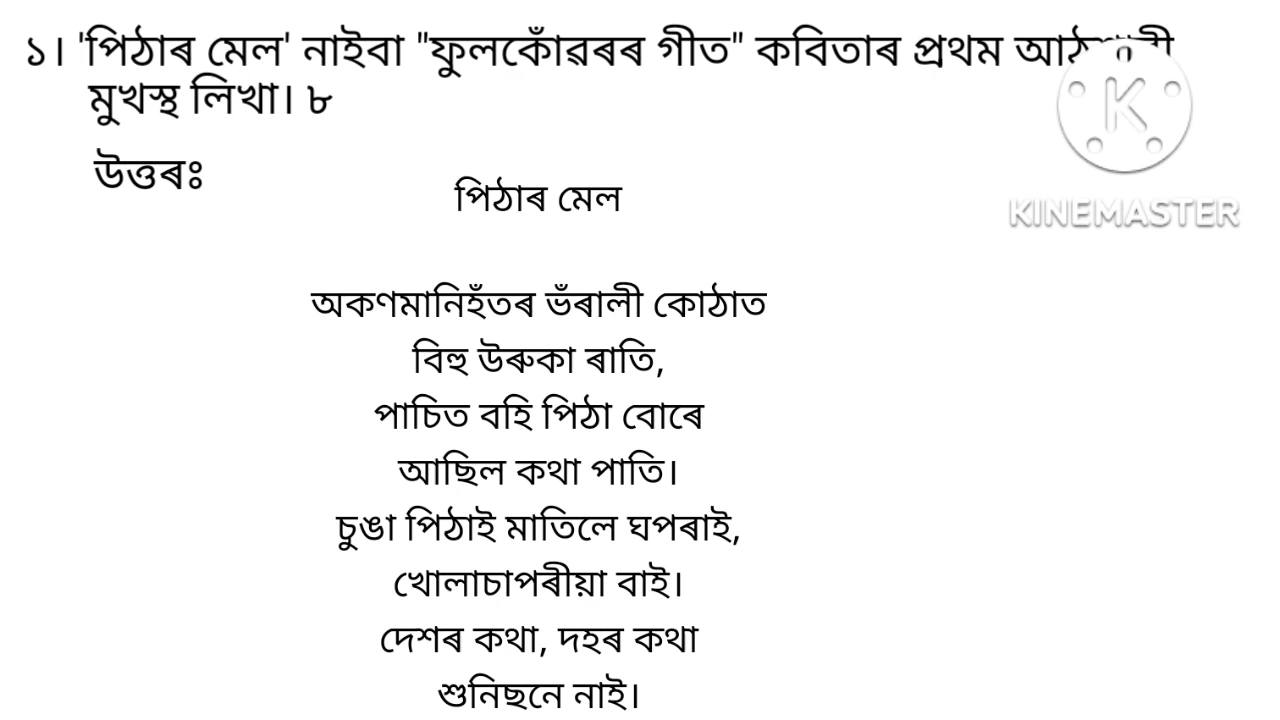 ১। 'পিঠাৰ মেল' নাইবা "ফুলকোঁৱৰৰ গীত" কবিতাৰ প্ৰথম
মুখস্থ লিখা। ৮
উত্তৰঃ
পিঠাৰ মেল
K
KINEMASTER
অকণমানিহঁতৰ ভঁৰালী কোঠাত
বিহু উৰুকা ৰাতি,
পাচিত বহি পিঠা বোৰে
আছিল কথা পাতি।
চুঙা পিঠাই মাতিলে ঘপৰাই,
খোলাচাপৰীয়া বাই।
দেশৰ কথা, দহৰ কথা
শুনিছনে নাই।